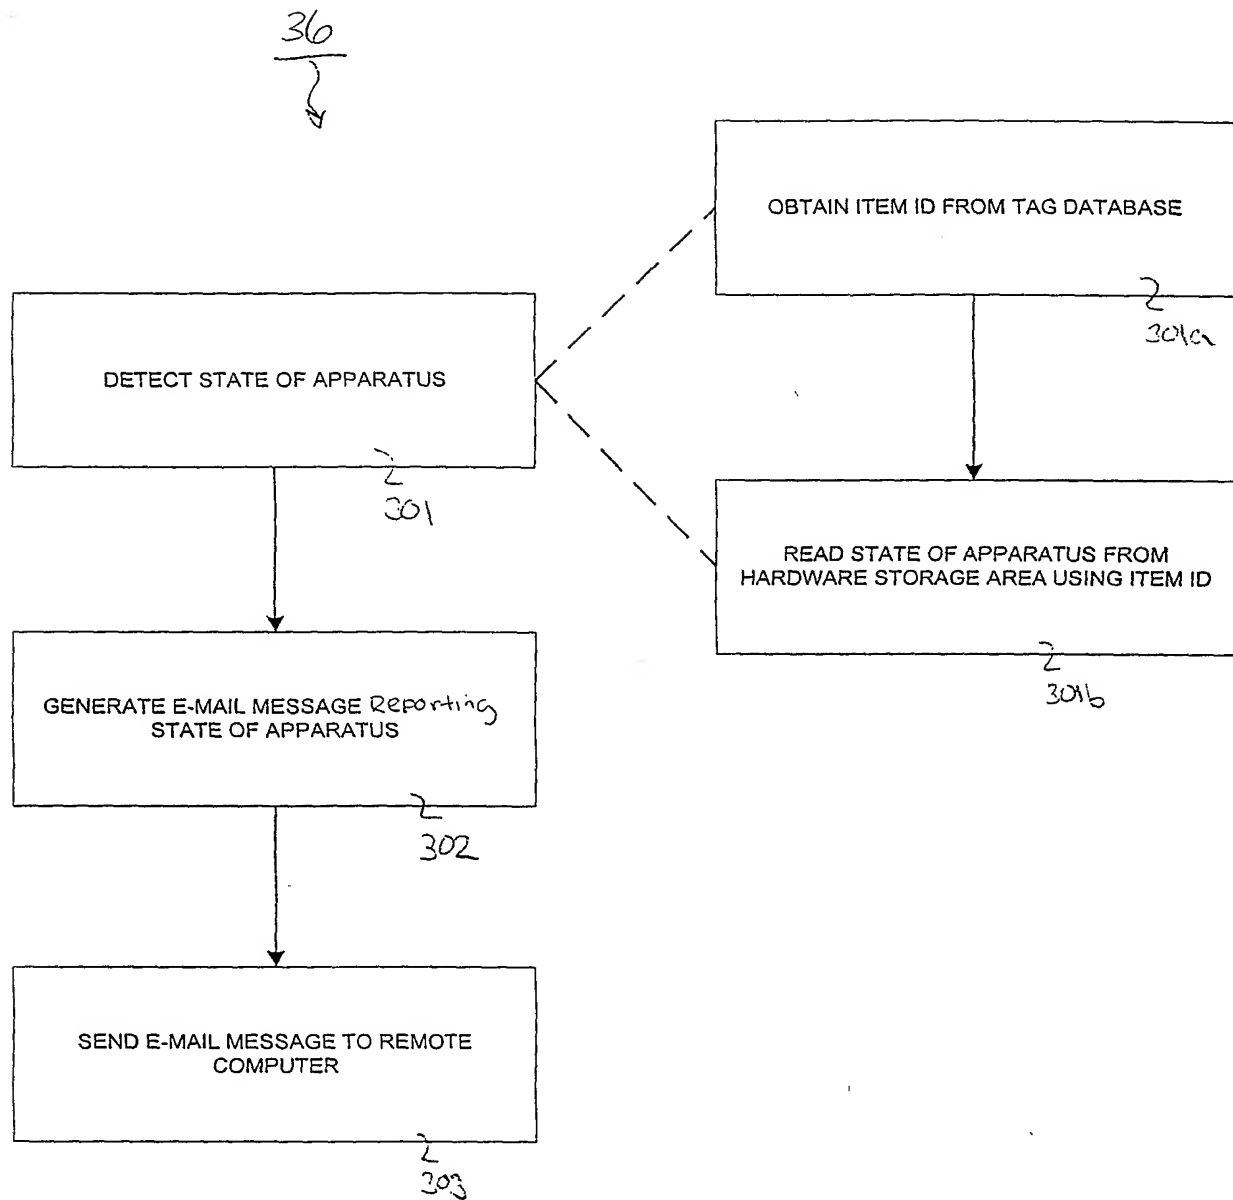 36
OBTAIN ITEM ID FROM TAG DATABASE
301a
DETECT STATE OF APPARATUS
301
READ STATE OF APPARATUS FROM
HARDWARE STORAGE AREA USING ITEM ID
301b
GENERATE E-MAIL MESSAGE Reporting
STATE OF APPARATUS
302
SEND E-MAIL MESSAGE TO REMOTE
COMPUTER
303